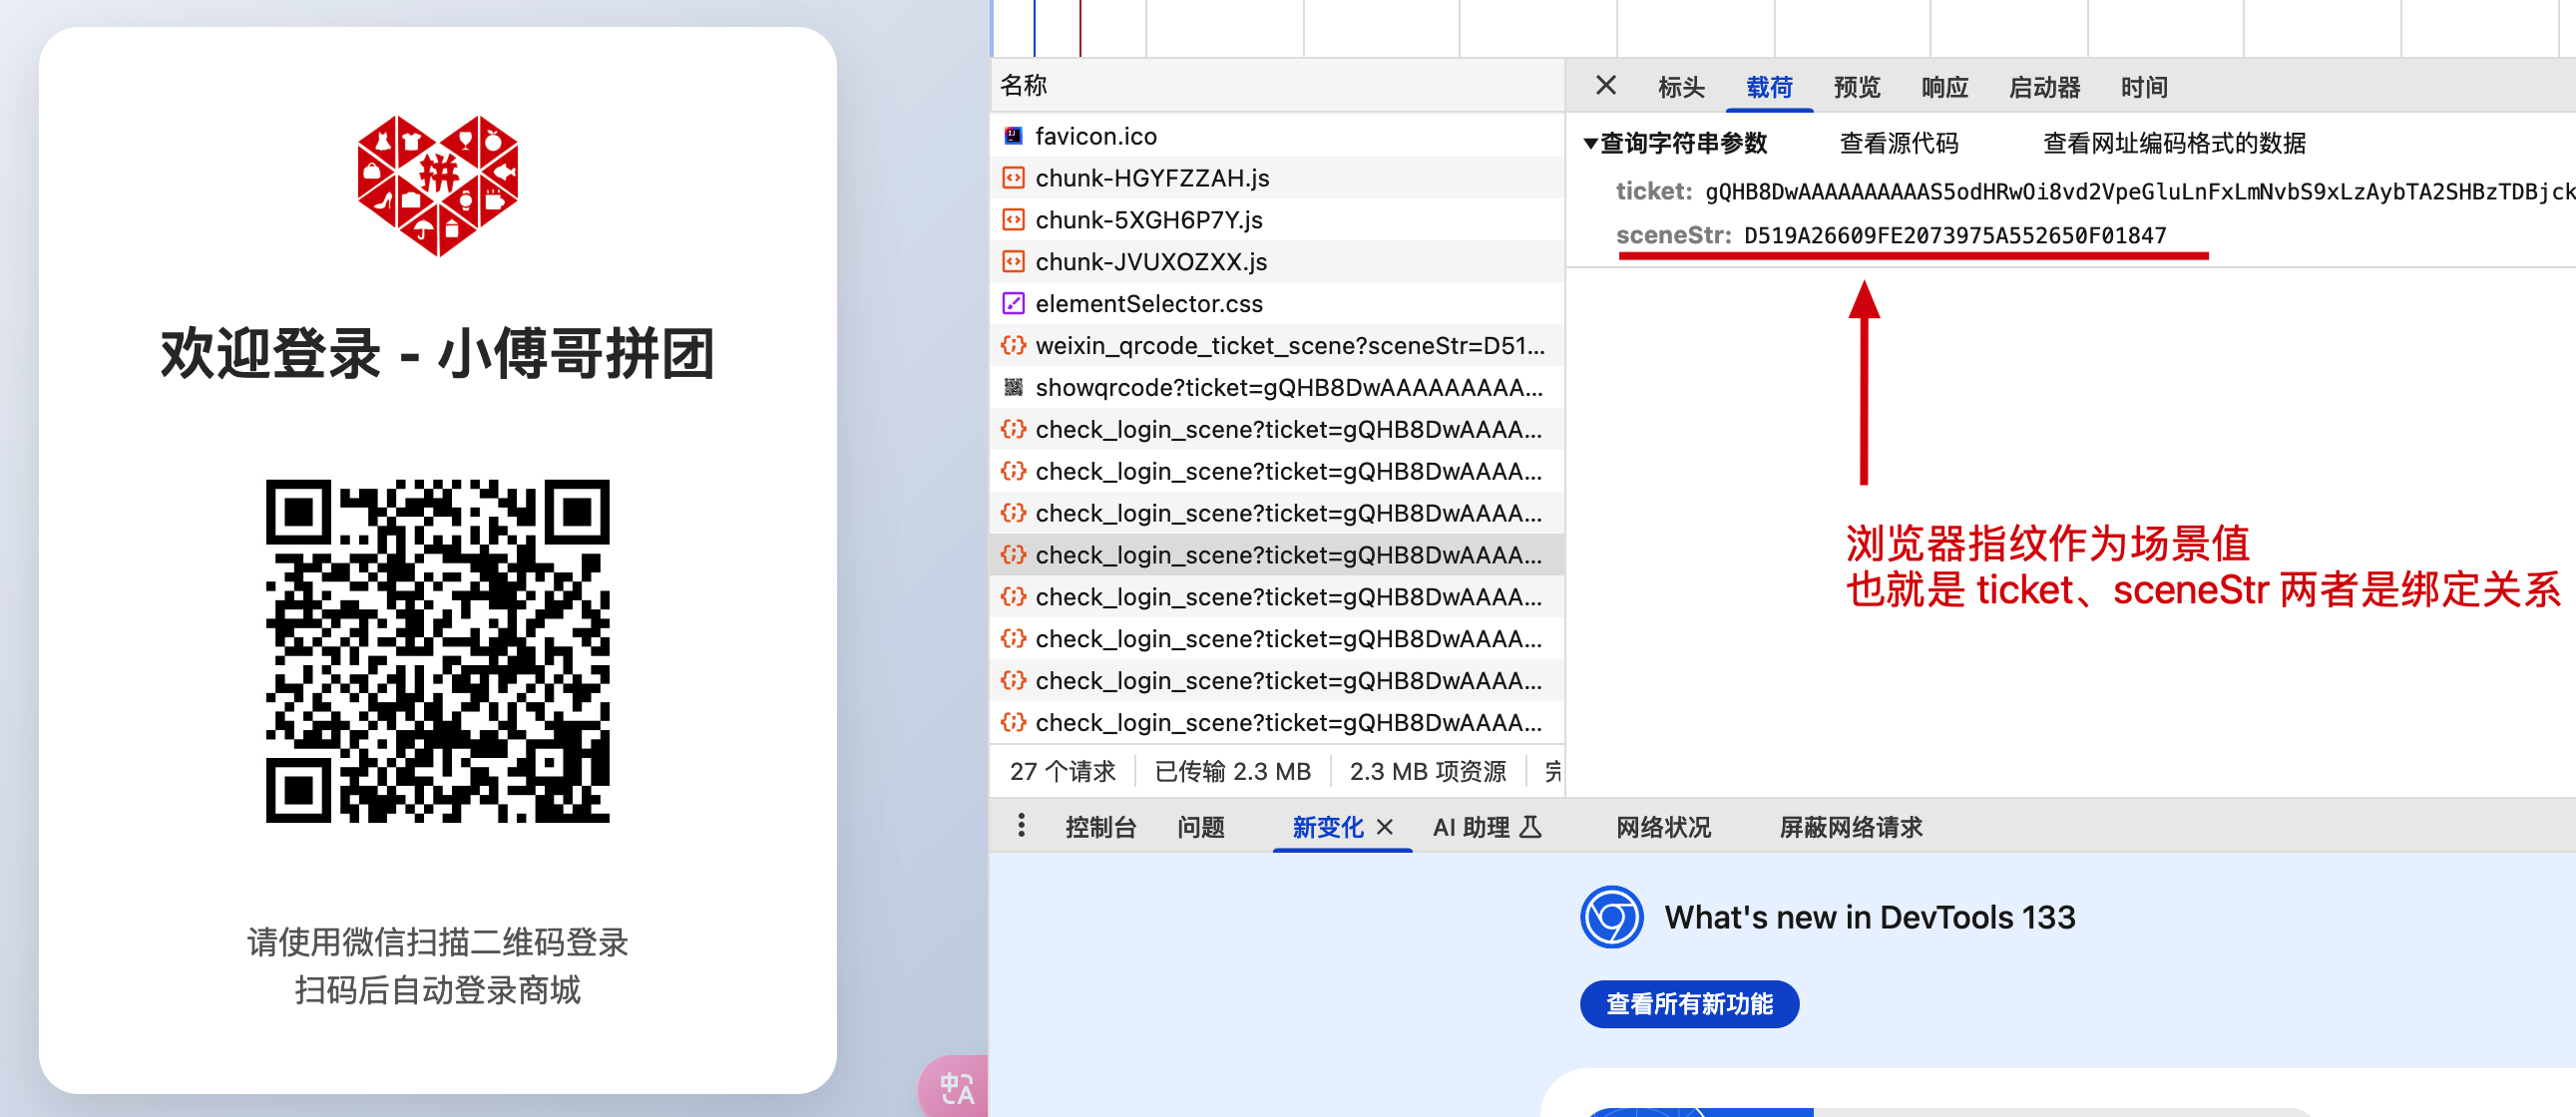 拼
欢迎登录 - 小傅哥拼团
请使用微信扫描二维码登录
扫码后自动登录商城
中A
名称
favicon.ico
chunk-HGYFZZAH.js
chunk-5XGH6P7Y.js
chunk-JVUXOZXX.js
elementSelector.css
weixin_qrcode_ticket_scene?sceneStr=D51...
showqrcode?ticket=gQHB8DwAAAAAAAAA...
check_login_scene?ticket=gQHB8DwAAAA...
check_login_scene?ticket=gQHB8DwAAAA...
check_login_scene?ticket=gQHB8DwAAAA...
check_login_scene?ticket=gQHB8DwAAAA...
check_login_scene?ticket=gQHB8DwAAAA...
check_login_scene?ticket=gQHB8DwAAAA...
check_login_scene?ticket=gQHB8DwAAAA...
check_login_scene?ticket=gQHB8DwAAAA...
27 个请求 已传输 2.3 MB 2.3 MB 项资源
标头 载荷 预览 响应 启动器 时间
查询字符串参数 查看源代码 查看网址编码格式的数据
ticket: gQHB8DwAAAAAAAAAAS5odHRwOi8vd2VpeGluLnFxLmNvbS9xLzAybTA2SHBzTDBjck
sceneStr: D519A26609FE2073975A552650F01847
浏览器指纹作为场景值
也就是 ticket、sceneStr 两者是绑定关系
控制台 问题 新变化 AI 助理 网络状况 屏蔽网络请求
What's new in DevTools 133
查看所有新功能